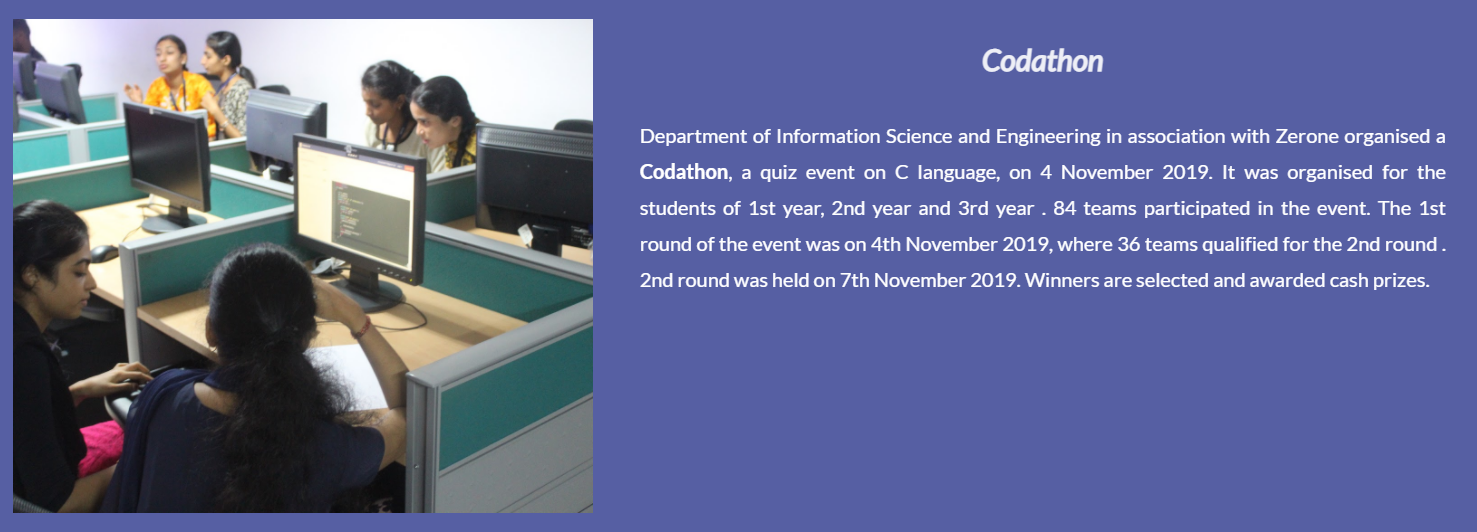 Codathon
Department of Information Science and Engineering in association with Zerone organised a
Codathon, a quiz event on C language, on 4 November 2019. It was organised for the
students of 1st year, 2nd year and 3rd year . 84 teams participated in the event. The 1st
round of the event was on 4th November 2019, where 36 teams qualified for the 2nd round .
2nd round was held on 7th November 2019. Winners are selected and awarded cash prizes.